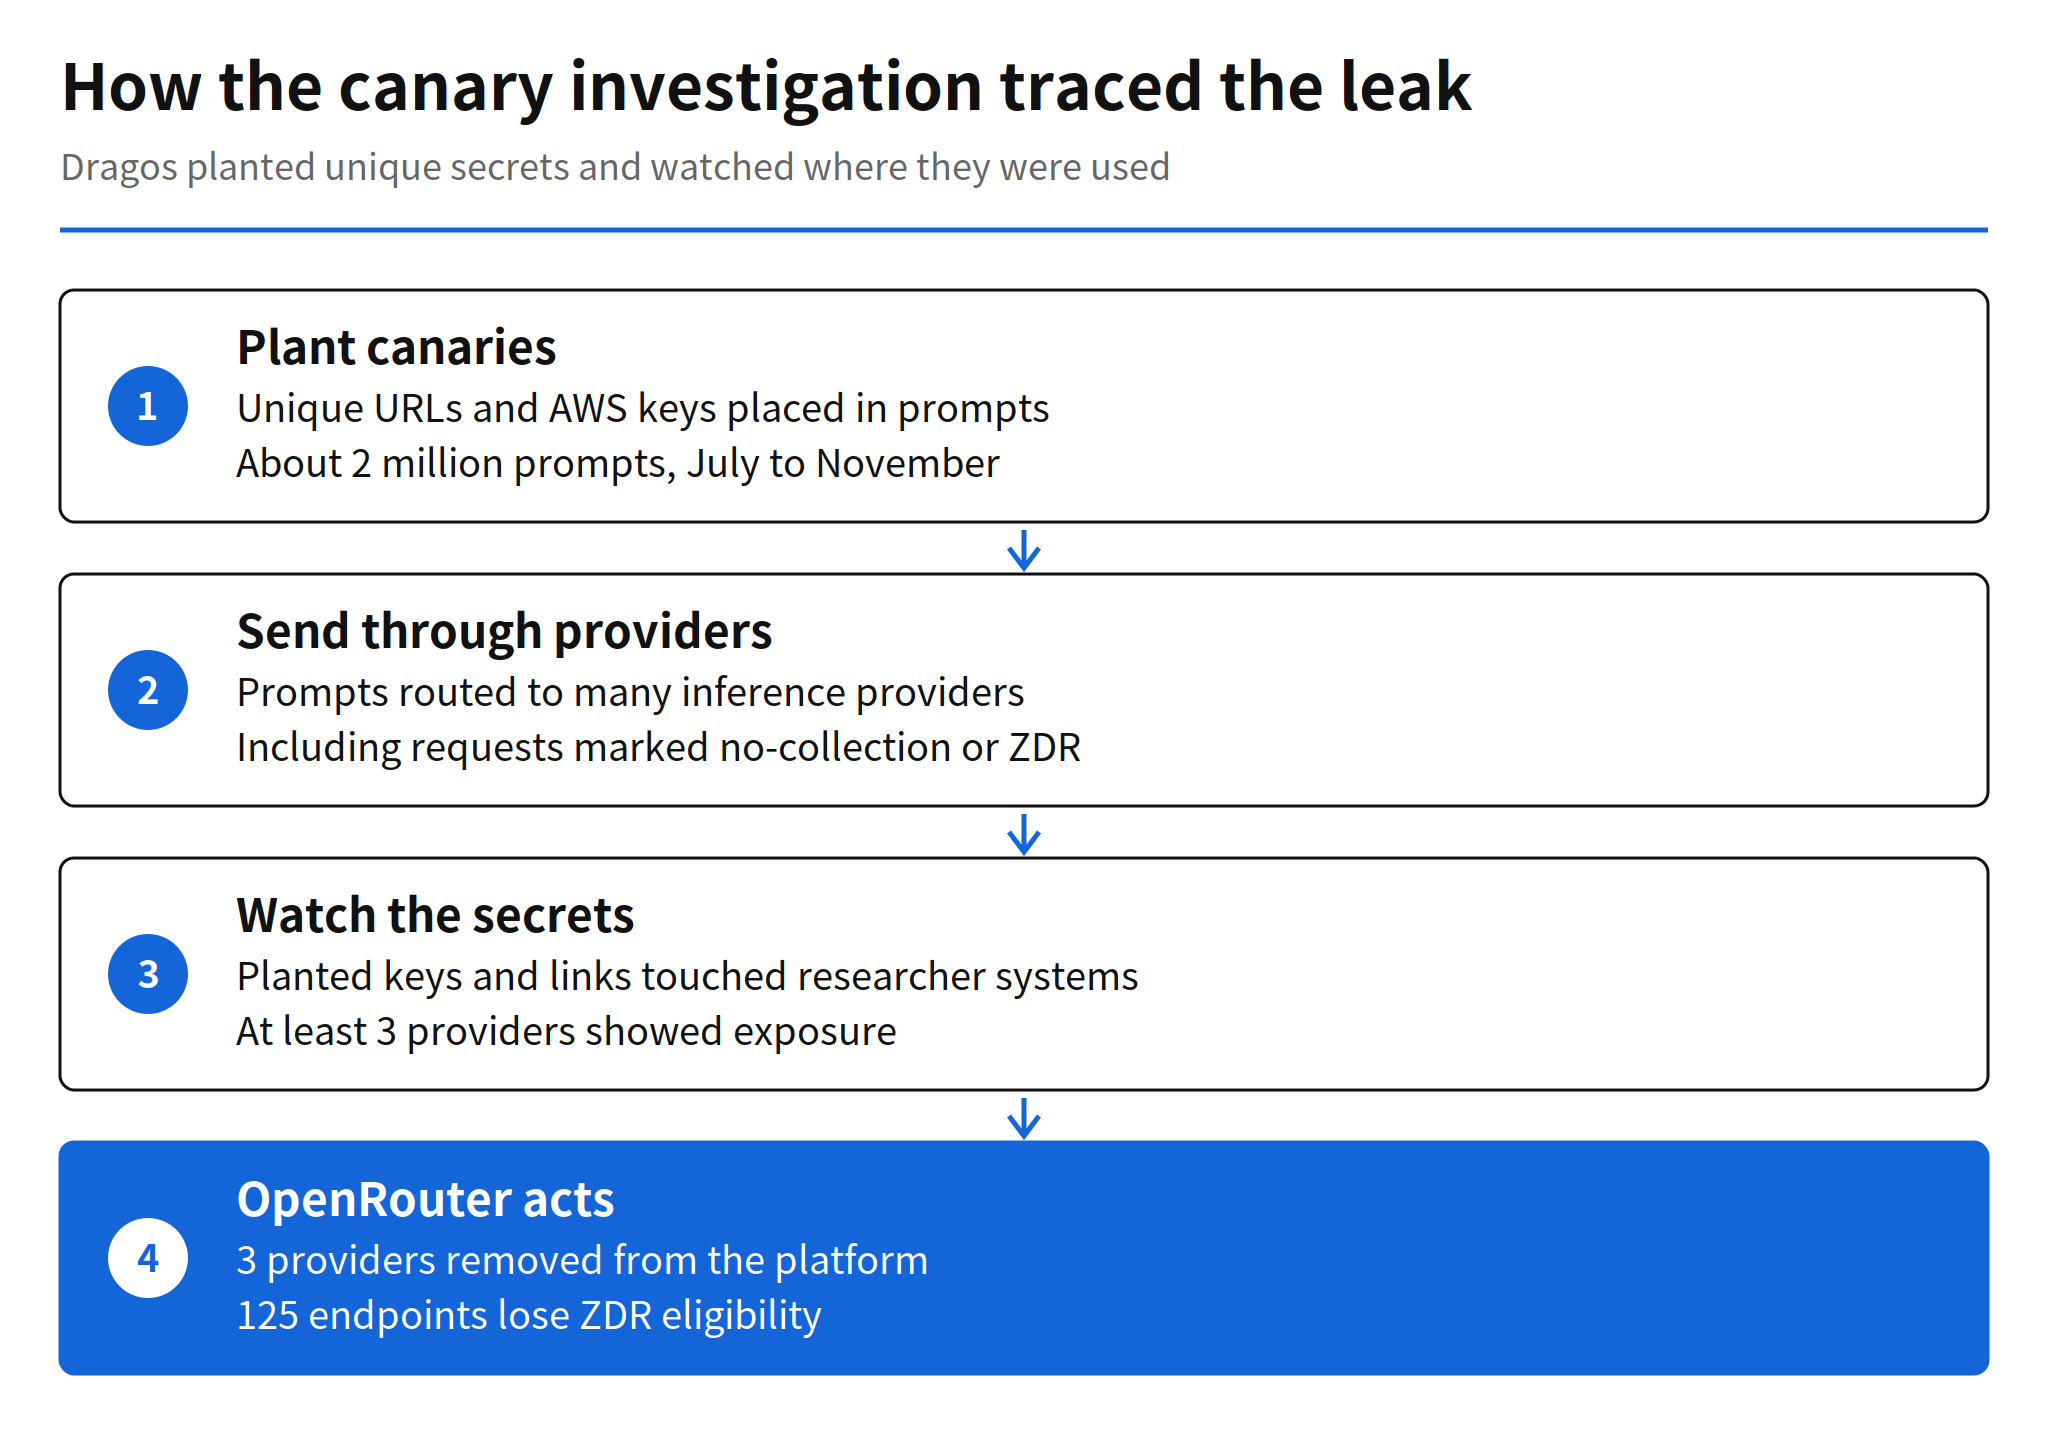 How the canary investigation traced the leak
Dragos planted unique secrets and watched where they were used
1
Plant canaries
Unique URLs and AWS keys placed in prompts
About 2 million prompts, July to November
2
Send through providers
Prompts routed to many inference providers
Including requests marked no-collection or ZDR
3
Watch the secrets
Planted keys and links touched researcher systems
At least 3 providers showed exposure
4
OpenRouter acts
3 providers removed from the platform
125 endpoints lose ZDR eligibility